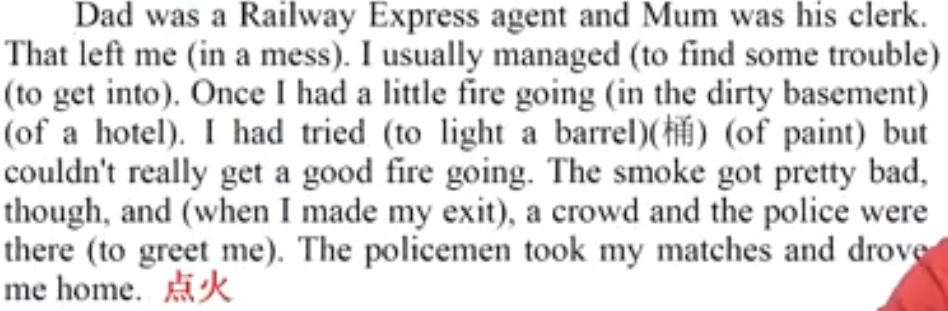 Dad was a Railway Express agent and Mum was his clerk.
That left me (in a mess). I usually managed (to find some trouble)
(to get into). Once I had a little fire going (in the dirty basement)
(of a hotel). I had tried (to light a barrel)(桶) (of paint) but
couldn't really get a good fire going. The smoke got pretty bad,
though, and (when I made my exit), a crowd and the police were
there (to greet me). The policemen took my matches and drove
me home. 点火